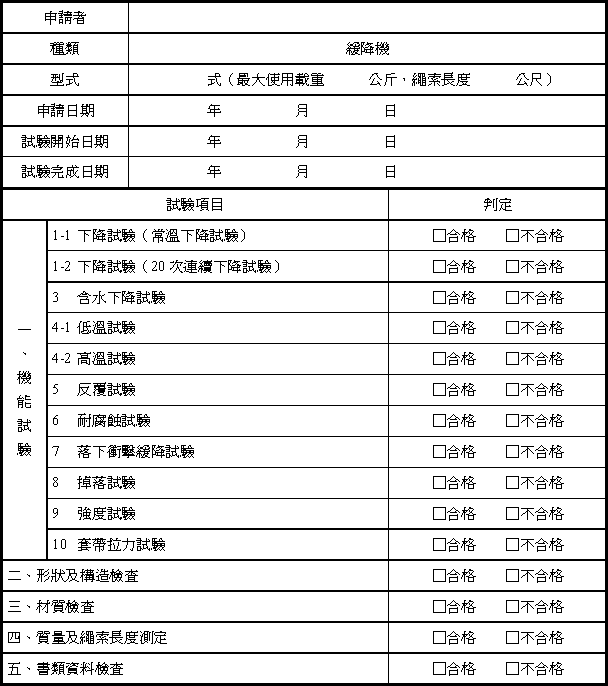 申請者
種類 緩降機
型式 式（最大使用載重 公斤，繩索長度 公尺）
申請日期 年 月 日
試驗開始日期 年 月 日
試驗完成日期 年 月 日
試驗項目 判定
一、機能試驗
1-1 下降試驗（常溫下降試驗） □合格 □不合格
1-2 下降試驗（20 次連續下降試驗） □合格 □不合格
3 含水下降試驗 □合格 □不合格
4-1 低溫試驗 □合格 □不合格
4-2 高溫試驗 □合格 □不合格
5 反覆試驗 □合格 □不合格
6 耐腐蝕試驗 □合格 □不合格
7 落下衝擊緩降試驗 □合格 □不合格
8 掉落試驗 □合格 □不合格
9 強度試驗 □合格 □不合格
10 套帶拉力試驗 □合格 □不合格
二、形狀及構造檢查 □合格 □不合格
三、材質檢查 □合格 □不合格
四、質量及繩索長度測定 □合格 □不合格
五、書類資料檢查 □合格 □不合格